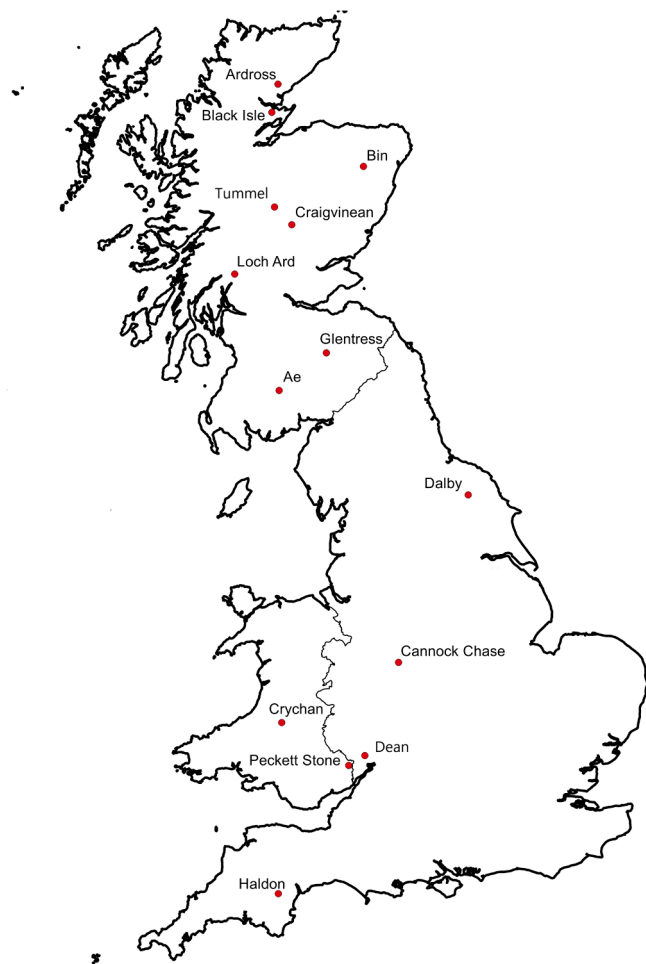 Ardross
Black Isle
Bin
Tummel
Craigvinean
Loch Ard
Glentress
Ae
Dalby
Cannock Chase
Crychan
Dean
Peckett Stone
Haldon